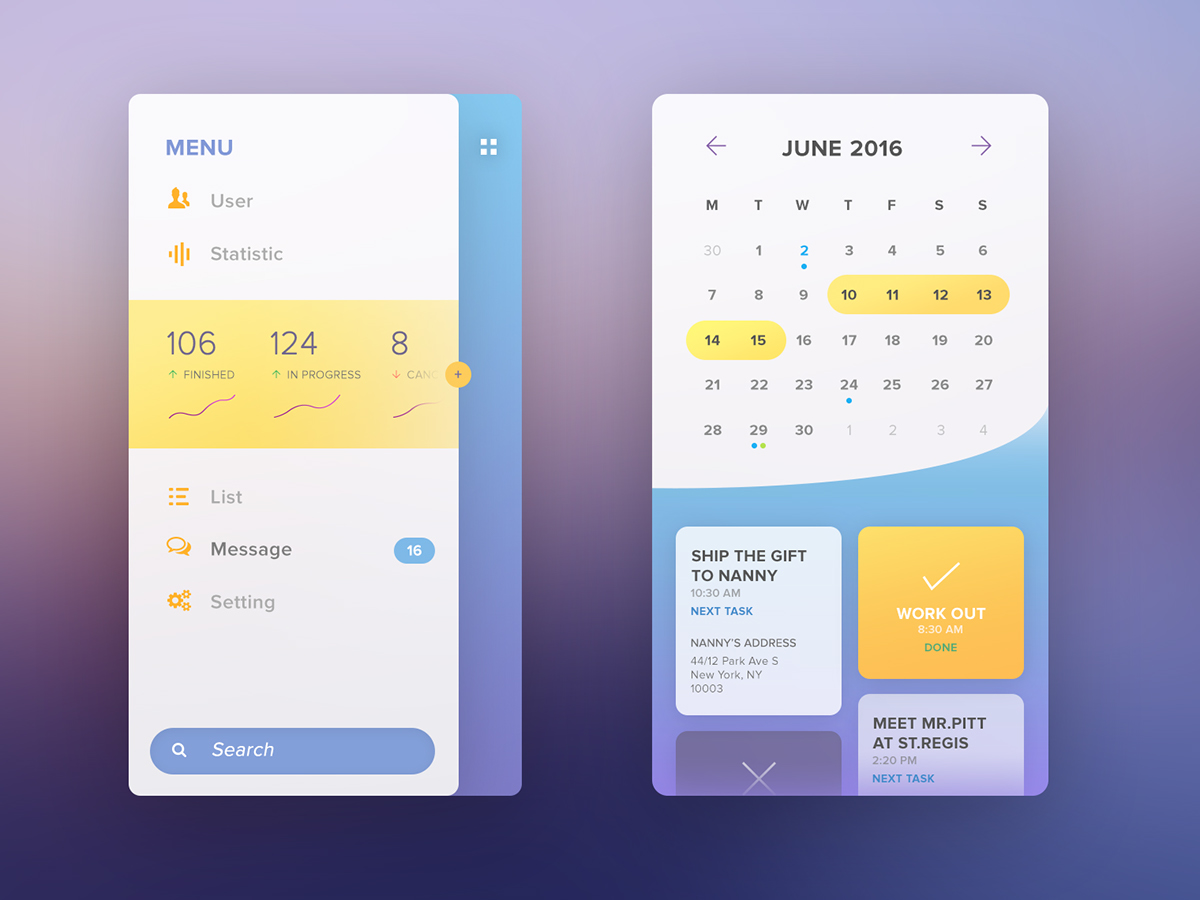 MENU
User
Statistic
106 124 8
FINISHED IN PROGRESS CANC
+
List
Message 16
Setting
Search
JUNE 2016
M T W T F S S
30 1 2 3 4 5 6
7 8 9 10 11 12 13
14 15 16 17 18 19 20
21 22 23 24 25 26 27
28 29 30 1 2 3 4
SHIP THE GIFT
TO NANNY
10:30 AM
NEXT TASK
NANNY'S ADDRESS
44/12 Park Ave S
New York, NY
10003
WORK OUT
8:30 AM
DONE
MEET MR.PITT
AT ST.REGIS
2:20 PM
NEXT TASK